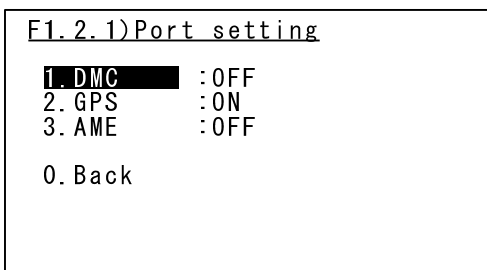 F1.2.1)Port setting
1.DMC :OFF
2.GPS :ON
3.AME :OFF
0.Back